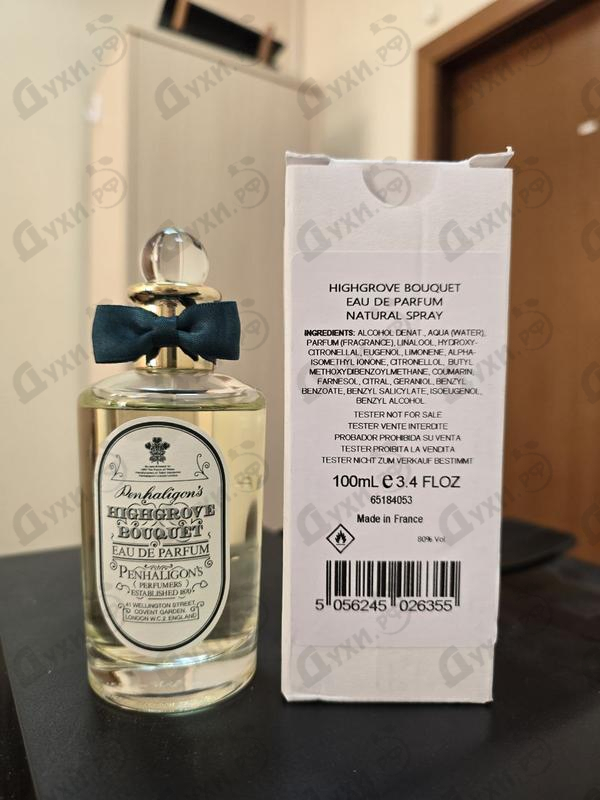 Penhaligon's
HIGHGROVE
BOUQUET
EAU DE PARFUM
PENHALIGON'S
(PERFUMERS)
ESTABLISHED 1870
41 WELLINGTON STREET
COVENT GARDEN
LONDON W.C.2. ENGLAND
HIGHGROVE BOUQUET
EAU DE PARFUM
NATURAL SPRAY
INGREDIENTS: ALCOHOL DENAT., AQUA (WATER),
PARFUM (FRAGRANCE), LINALOOL, HYDROXY-
CITRONELLAL, EUGENOL, LIMONENE, ALPHA-
ISOMETHYL IONONE, CITRONELLOL, BUTYL
METHOXYDIBENZOYLMETHANE, COUMARIN,
FARNESOL, CITRAL, GERANIOL, BENZYL
BENZOATE, BENZYL SALICYLATE, ISOEUGENOL,
BENZYL ALCOHOL
TESTER NOT FOR SALE
TESTER VENTE INTERDITE
PROBADOR PROHIBIDA SU VENTA
TESTER PROIBITA LA VENDITA
TESTER NICHT ZUM VERKAUF BESTIMMT
100mL e 3.4 FLOZ
65184053
Made in France
80% Vol
5 056245 026355
Духи.рф